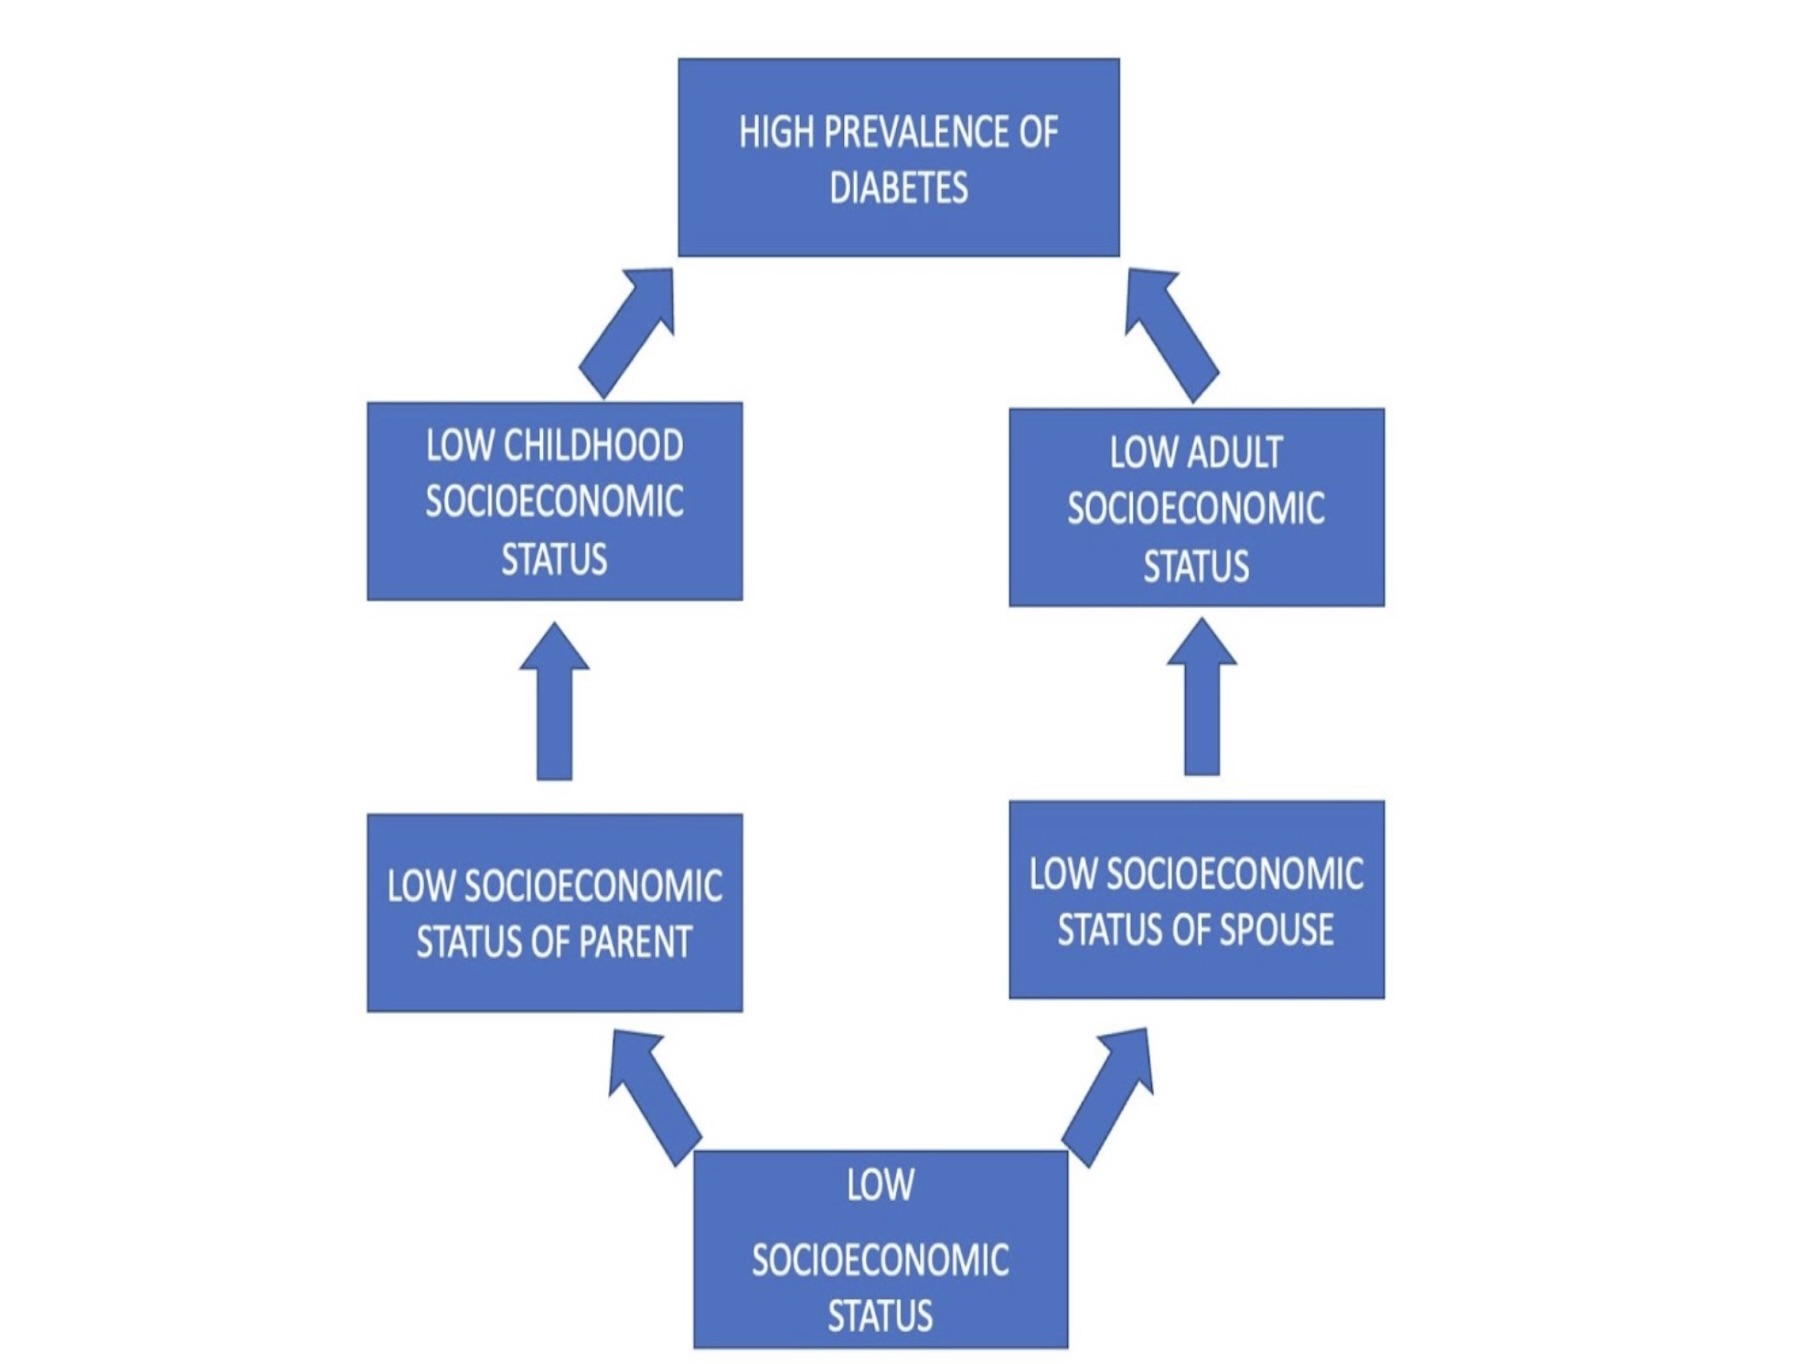 HIGH PREVALENCE OF
DIABETES
LOW CHILDHOOD
SOCIOECONOMIC
STATUS
LOW ADULT
SOCIOECONOMIC
STATUS
LOW SOCIOECONOMIC
STATUS OF PARENT
LOW SOCIOECONOMIC
STATUS OF SPOUSE
LOW
SOCIOECONOMIC
STATUS